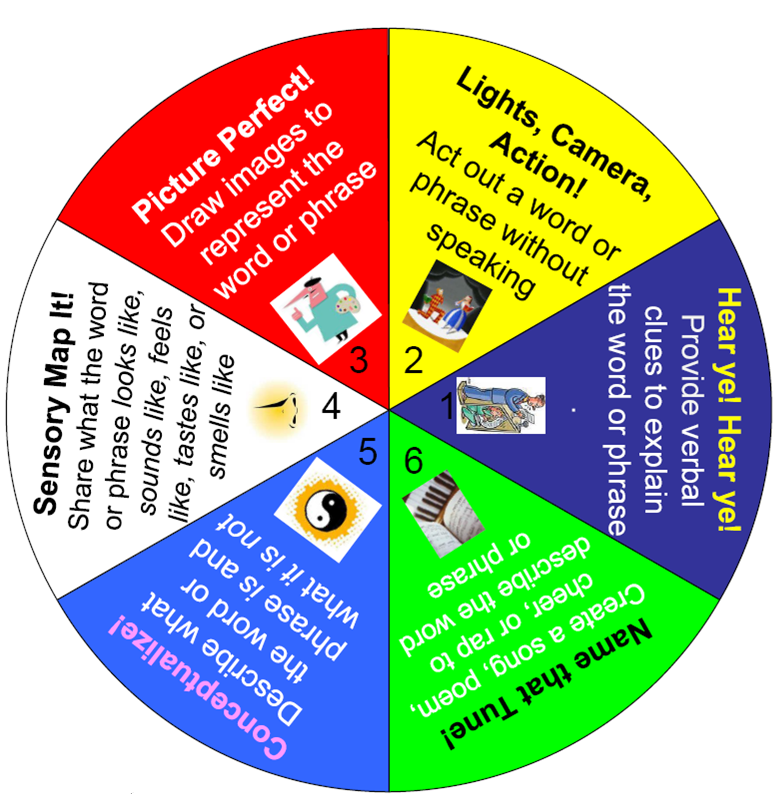 Hear ye! Hear ye!
Provide verbal
clues to explain
the word or phrase
1
Lights, Camera,
Action!
Act out a word or
phrase without
speaking
2
Picture Perfect!
Draw images to
represent the
word or phrase
3
Sensory Map It!
Share what the word
or phrase looks like,
sounds like, feels
like, tastes like, or
smells like
4
Conceptualize!
Describe what
the word or
phrase is and
what it is not
5
Name that Tune!
Create a song, poem,
cheer, or rap to
describe the word
or phrase
6